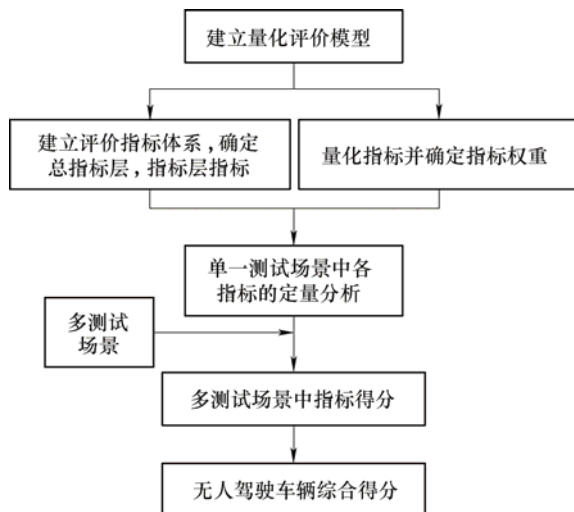 建立量化评价模型
建立评价指标体系,确定
总指标层,指标层指标
量化指标并确定指标权重
单一测试场景中各
指标的定量分析
多测试
场景
多测试场景中指标得分
无人驾驶车辆综合得分